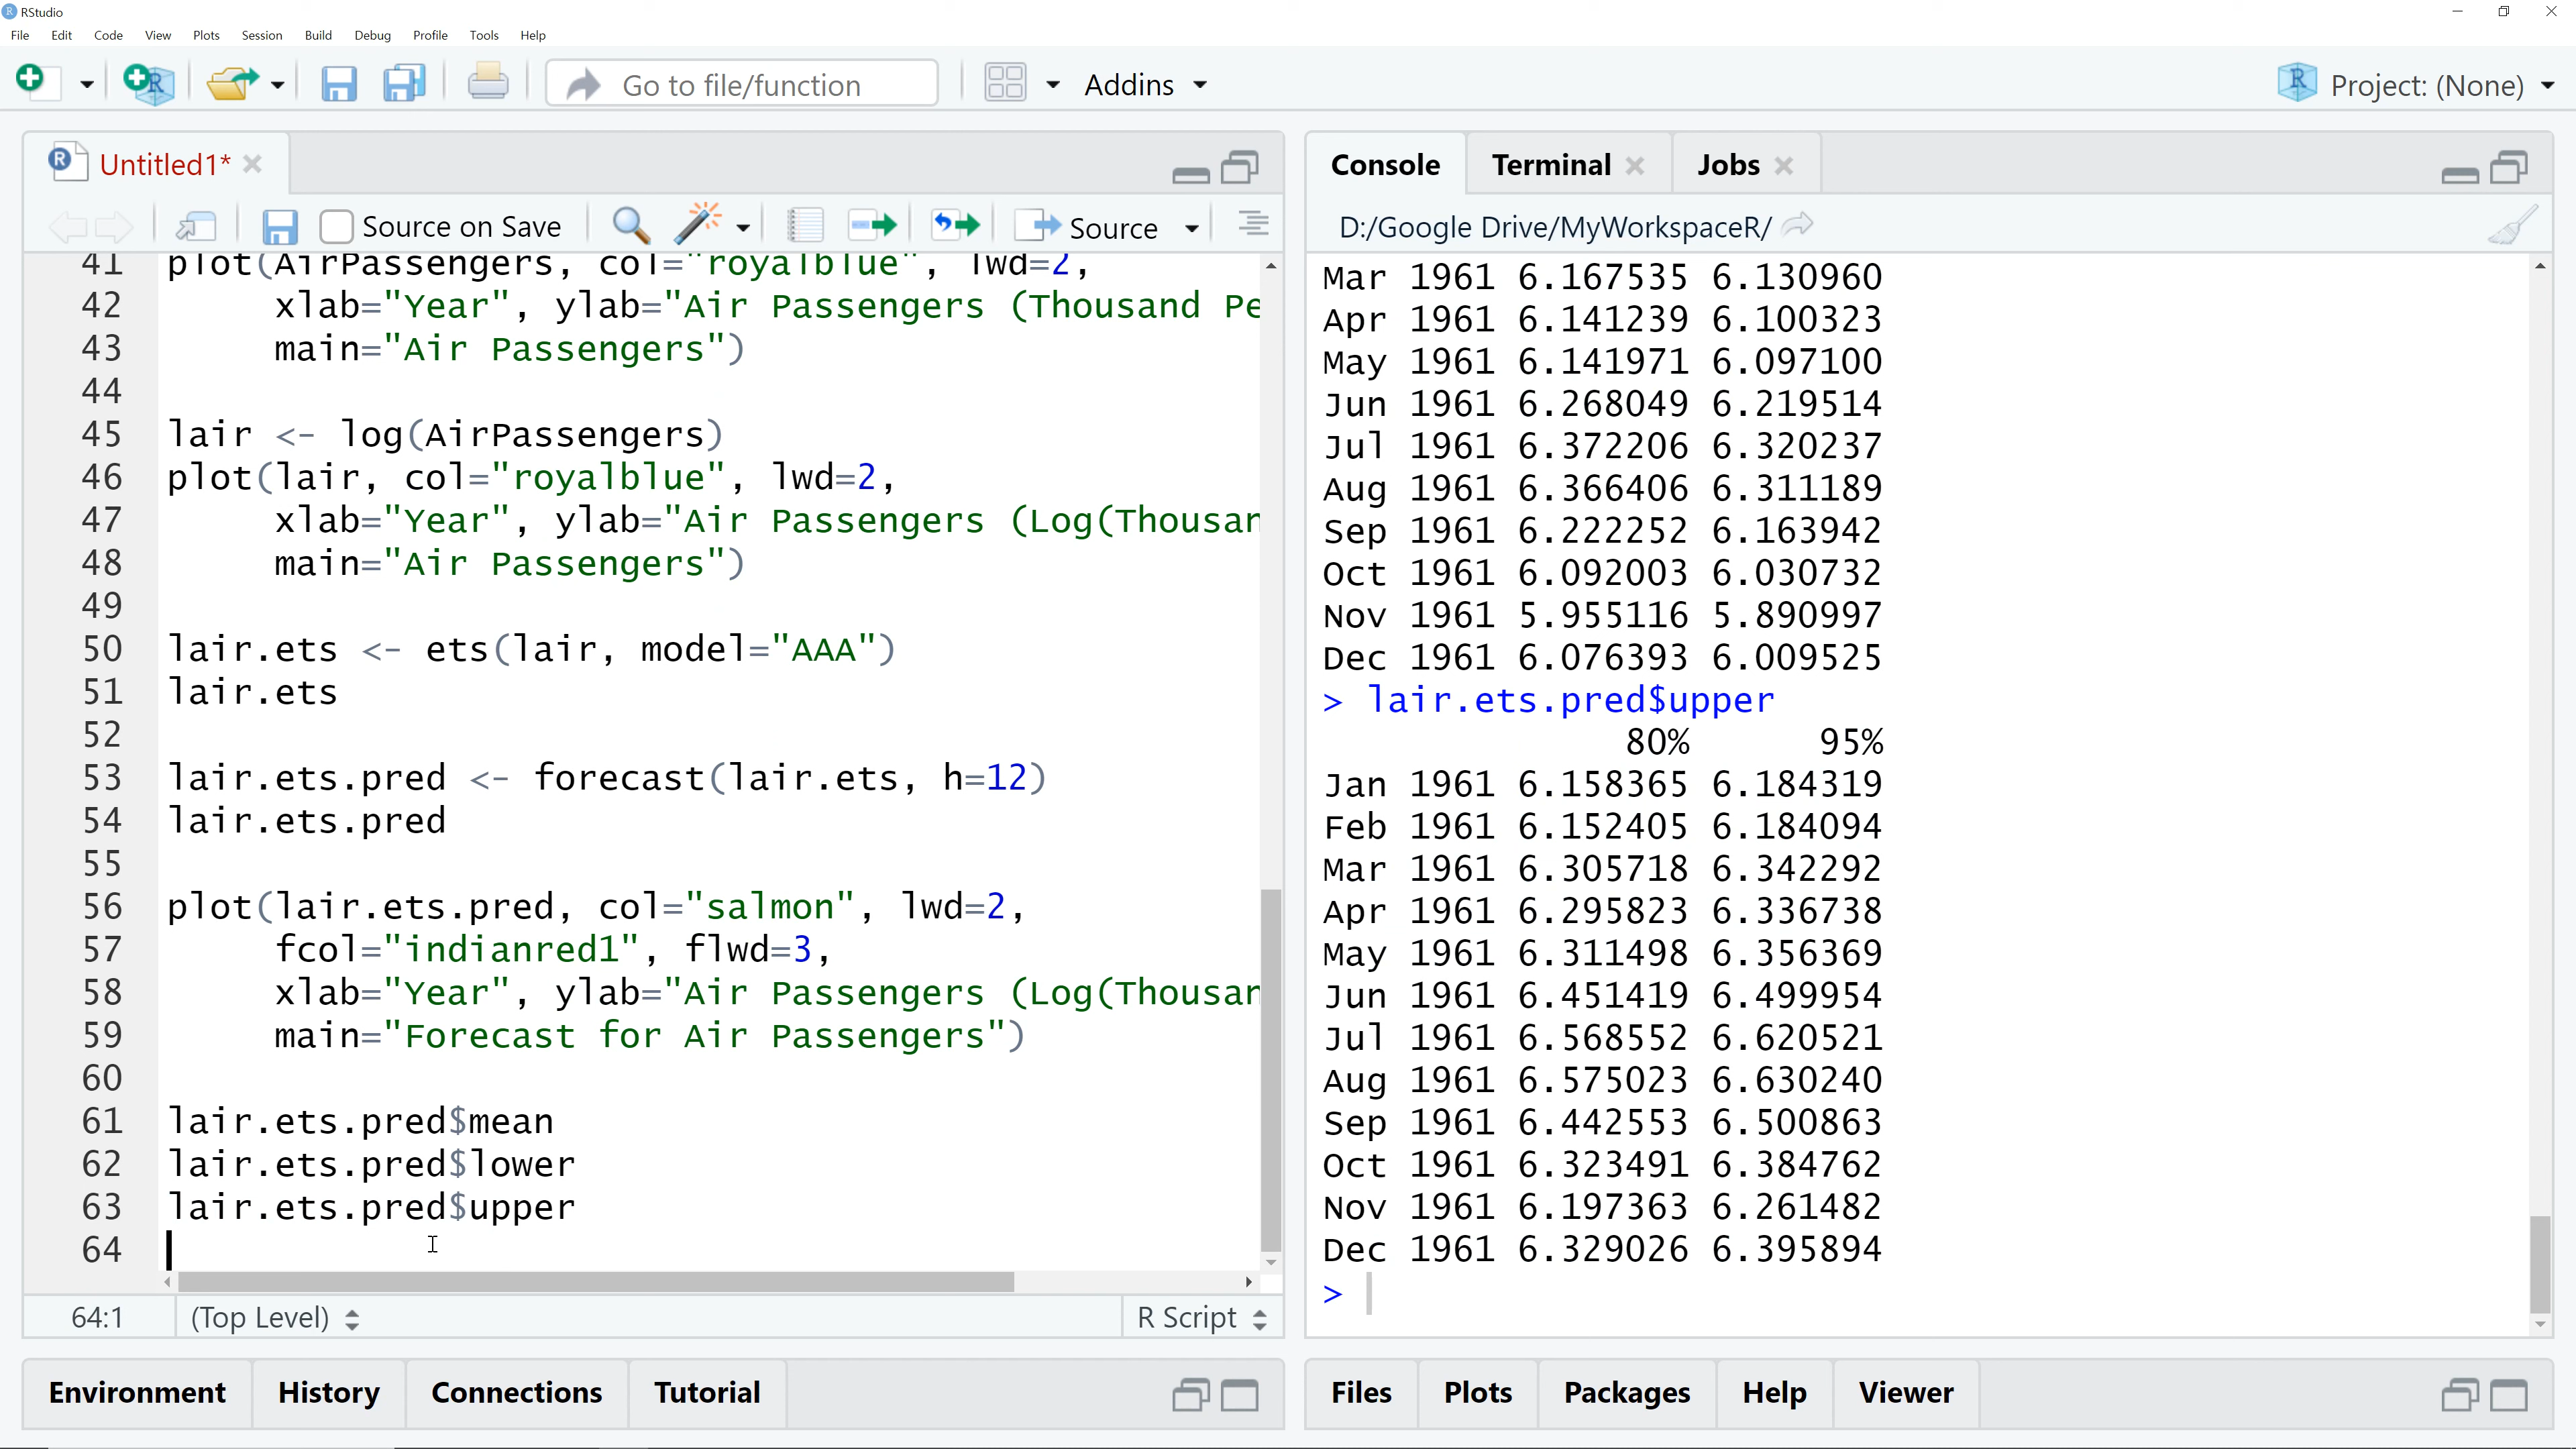 RStudio
File Edit Code View Plots Session Build Debug Profile Tools Help
Go to file/function Addins Project: (None)
Untitled1*
Source on Save Source
41 plot(AirPassengers, col="royalblue", lwd=2,
42 xlab="Year", ylab="Air Passengers (Thousand Pe
43 main="Air Passengers")
44
45 lair <- log(AirPassengers)
46 plot(lair, col="royalblue", lwd=2,
47 xlab="Year", ylab="Air Passengers (Log(Thousan
48 main="Air Passengers")
49
50 lair.ets <- ets(lair, model="AAA")
51 lair.ets
52
53 lair.ets.pred <- forecast(lair.ets, h=12)
54 lair.ets.pred
55
56 plot(lair.ets.pred, col="salmon", lwd=2,
57 fcol="indianred1", flwd=3,
58 xlab="Year", ylab="Air Passengers (Log(Thousan
59 main="Forecast for Air Passengers")
60
61 lair.ets.pred$mean
62 lair.ets.pred$lower
63 lair.ets.pred$upper
64
64:1 (Top Level) R Script
Console Terminal Jobs
D:/Google Drive/MyWorkspaceR/
Mar 1961 6.167535 6.130960
Apr 1961 6.141239 6.100323
May 1961 6.141971 6.097100
Jun 1961 6.268049 6.219514
Jul 1961 6.372206 6.320237
Aug 1961 6.366406 6.311189
Sep 1961 6.222252 6.163942
Oct 1961 6.092003 6.030732
Nov 1961 5.955116 5.890997
Dec 1961 6.076393 6.009525
> lair.ets.pred$upper
80% 95%
Jan 1961 6.158365 6.184319
Feb 1961 6.152405 6.184094
Mar 1961 6.305718 6.342292
Apr 1961 6.295823 6.336738
May 1961 6.311498 6.356369
Jun 1961 6.451419 6.499954
Jul 1961 6.568552 6.620521
Aug 1961 6.575023 6.630240
Sep 1961 6.442553 6.500863
Oct 1961 6.323491 6.384762
Nov 1961 6.197363 6.261482
Dec 1961 6.329026 6.395894
>
Environment History Connections Tutorial
Files Plots Packages Help Viewer